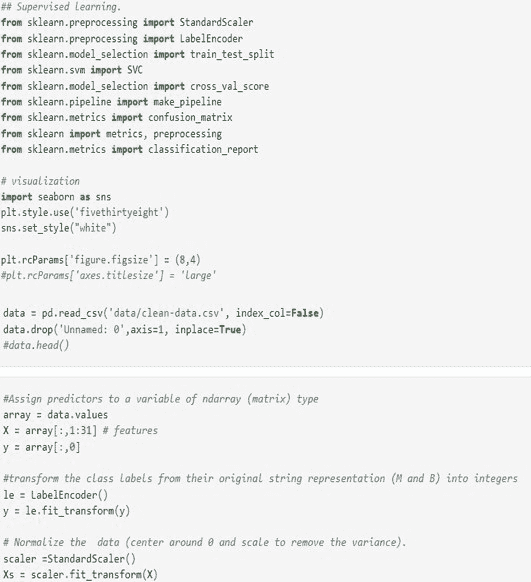 ## Supervised learning.
from sklearn.preprocessing import StandardScaler
from sklearn.preprocessing import LabelEncoder
from sklearn.model_selection import train_test_split
from sklearn.svm import SVC
from sklearn.model_selection import cross_val_score
from sklearn.pipeline import make_pipeline
from sklearn.metrics import confusion_matrix
from sklearn import metrics, preprocessing
from sklearn.metrics import classification_report
# visualization
import seaborn as sns
plt.style.use('fivethirtyeight')
sns.set_style("white")
plt.rcParams['figure.figsize'] = (8,4)
#plt.rcParams['axes.titlesize'] = 'large'
data = pd.read_csv('data/clean-data.csv', index_col=False)
data.drop('Unnamed: 0',axis=1, inplace=True)
#data.head()
#Assign predictors to a variable of ndarray (matrix) type
array = data.values
X = array[:,1:31] # features
y = array[:,0]
#transform the class labels from their original string representation (M and B) into integers
le = LabelEncoder()
y = le.fit_transform(y)
# Normalize the  data (center around 0 and scale to remove the variance).
scaler =StandardScaler()
Xs = scaler.fit_transform(X)